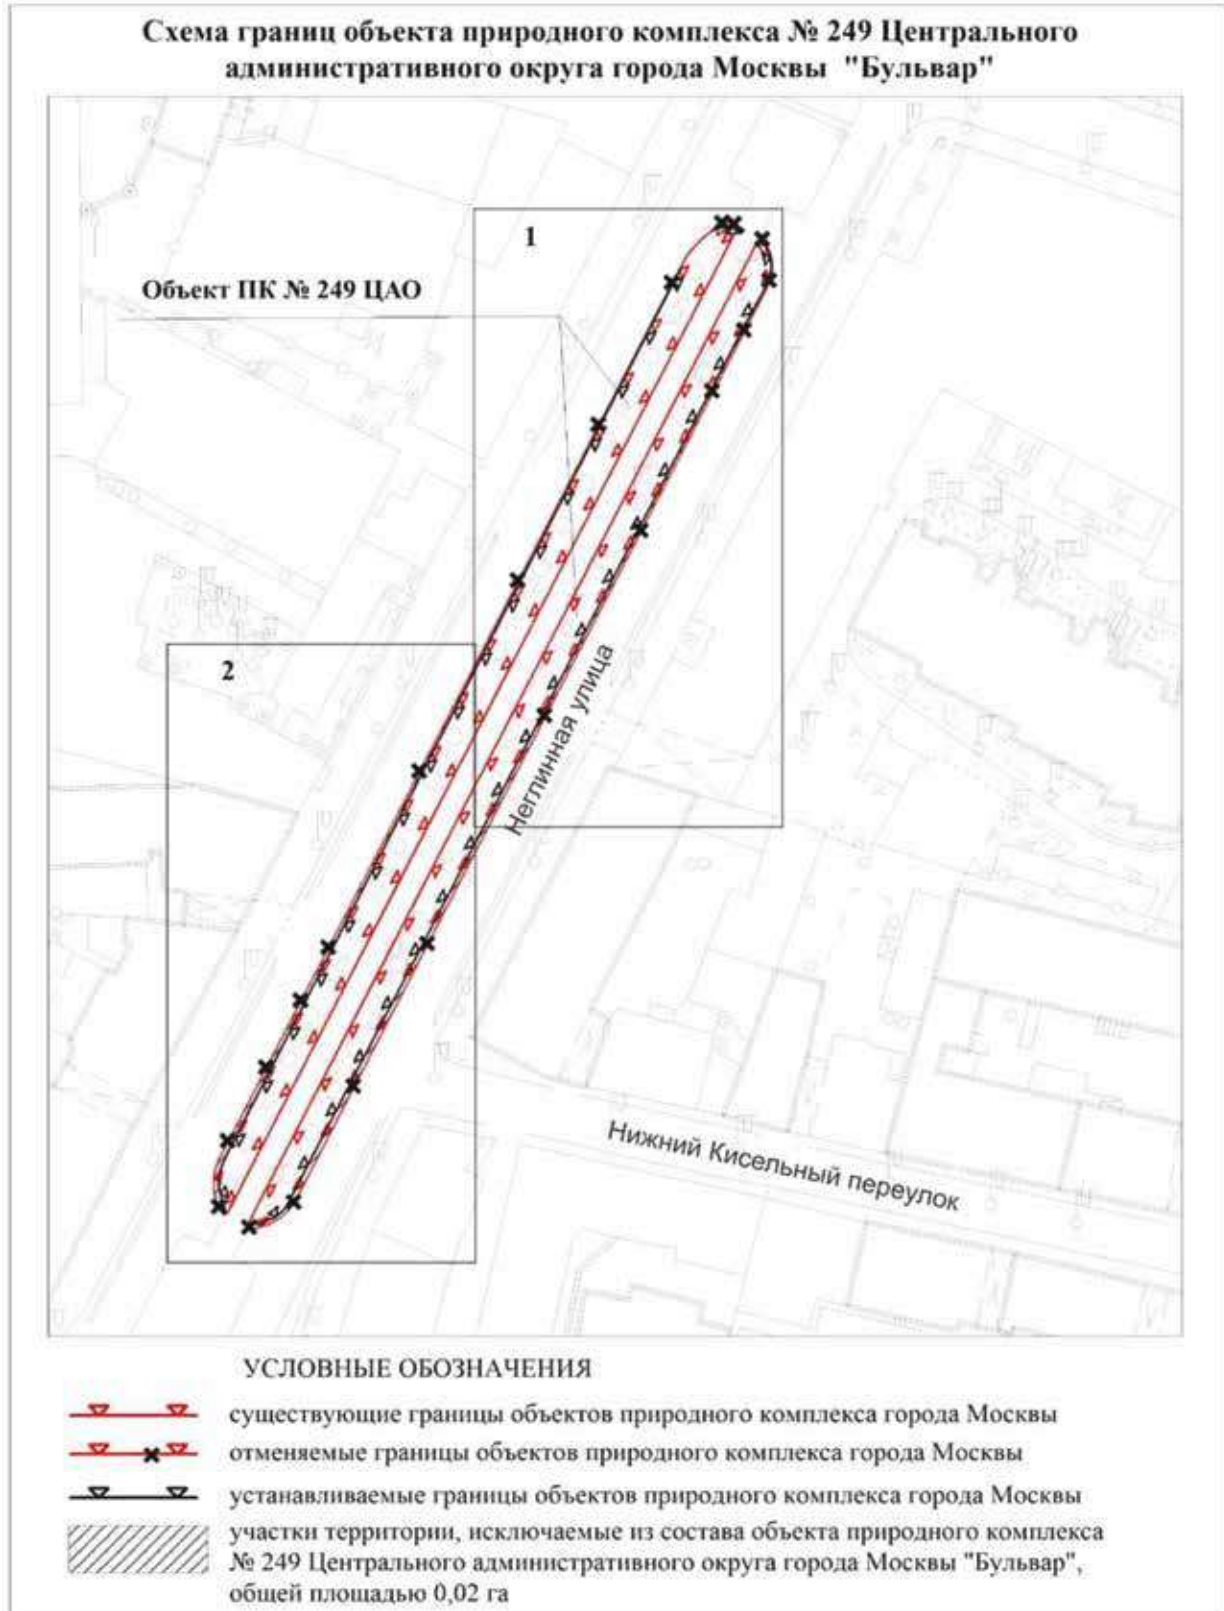 Схема границ объекта природного комплекса № 249 Центрального
административного округа города Москвы "Бульвар"
1
Объект ПК № 249 ЦАО
2
Неглинная улица
Нижний Кисельный переулок
УСЛОВНЫЕ ОБОЗНАЧЕНИЯ
существующие границы объектов природного комплекса города Москвы
отменяемые границы объектов природного комплекса города Москвы
устанавливаемые границы объектов природного комплекса города Москвы
участки территории, исключаемые из состава объекта природного комплекса
№ 249 Центрального административного округа города Москвы "Бульвар",
общей площадью 0,02 га